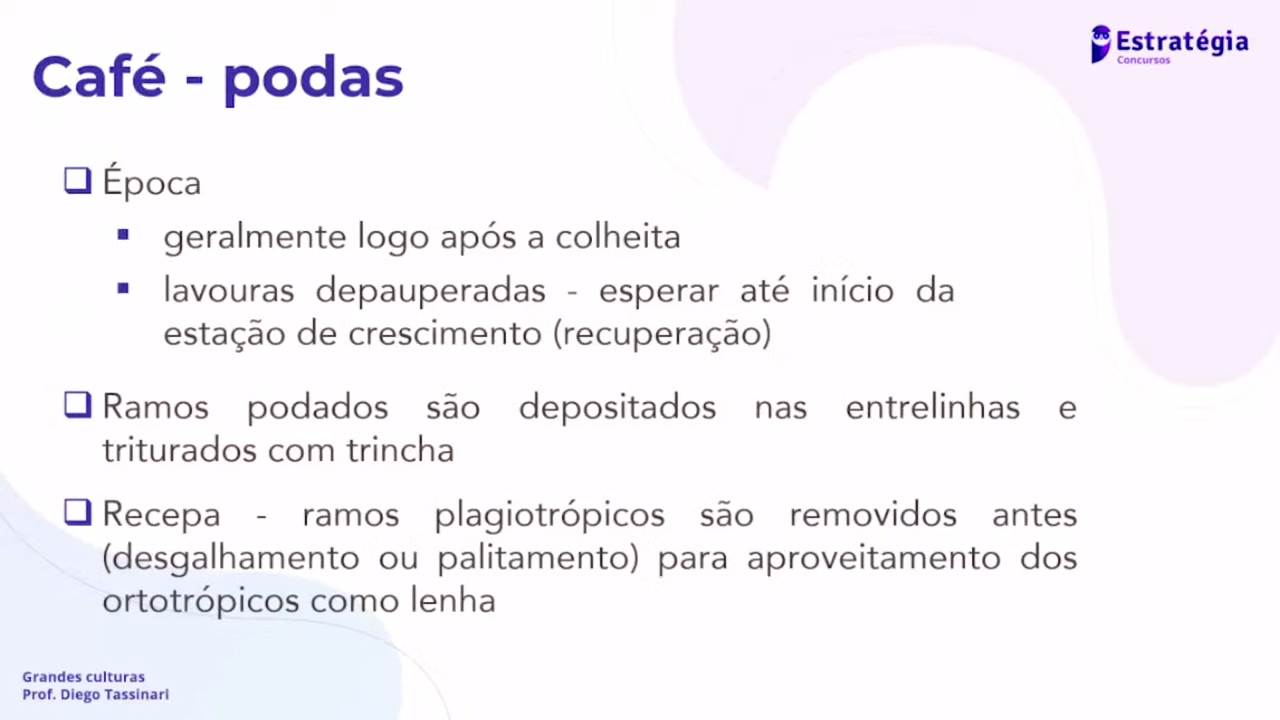 Estratégia
Concursos
Café - podas
Época
geralmente logo após a colheita
lavouras depauperadas - esperar até início da
estação de crescimento (recuperação)
Ramos podados são depositados nas entrelinhas e
triturados com trincha
Recepa - ramos plagiotrópicos são removidos antes
(desgalhamento ou palitamento) para aproveitamento dos
ortotrópicos como lenha
Grandes culturas
Prof. Diego Tassinari